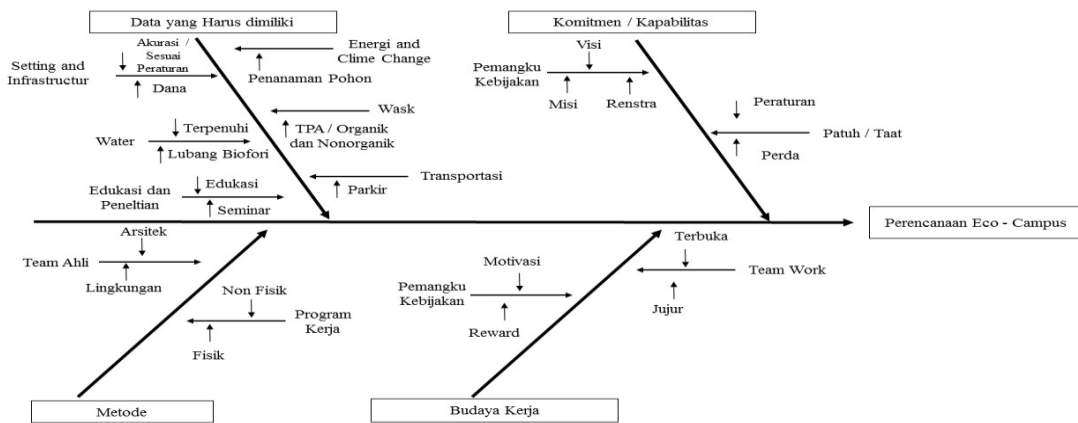 Data yang Harus dimiliki
Komitmen / Kapabilitas
Akurasi /
Sesuai
Peraturan
Setting and
Infrastructur
Dana
Energi and
Clime Change
Penanaman Pohon
Wask
TPA / Organik
dan Nonorganik
Water
Terpenuhi
Lubang Biofori
Transportasi
Parkir
Edukasi dan
Peneltian
Edukasi
Seminar
Visi
Pemangku
Kebijakan
Misi
Renstra
Peraturan
Patuh / Taat
Perda
Perencanaan Eco - Campus
Arsitek
Team Ahli
Lingkungan
Non Fisik
Program
Kerja
Fisik
Metode
Motivasi
Pemangku
Kebijakan
Reward
Terbuka
Team Work
Jujur
Budaya Kerja